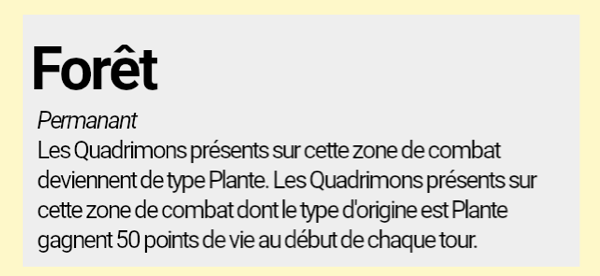 Forêt
Permanant
Les Quadrimons présents sur cette zone de combat
deviennent de type Plante. Les Quadrimons présents sur
cette zone de combat dont le type d'origine est Plante
gagnent 50 points de vie au début de chaque tour.